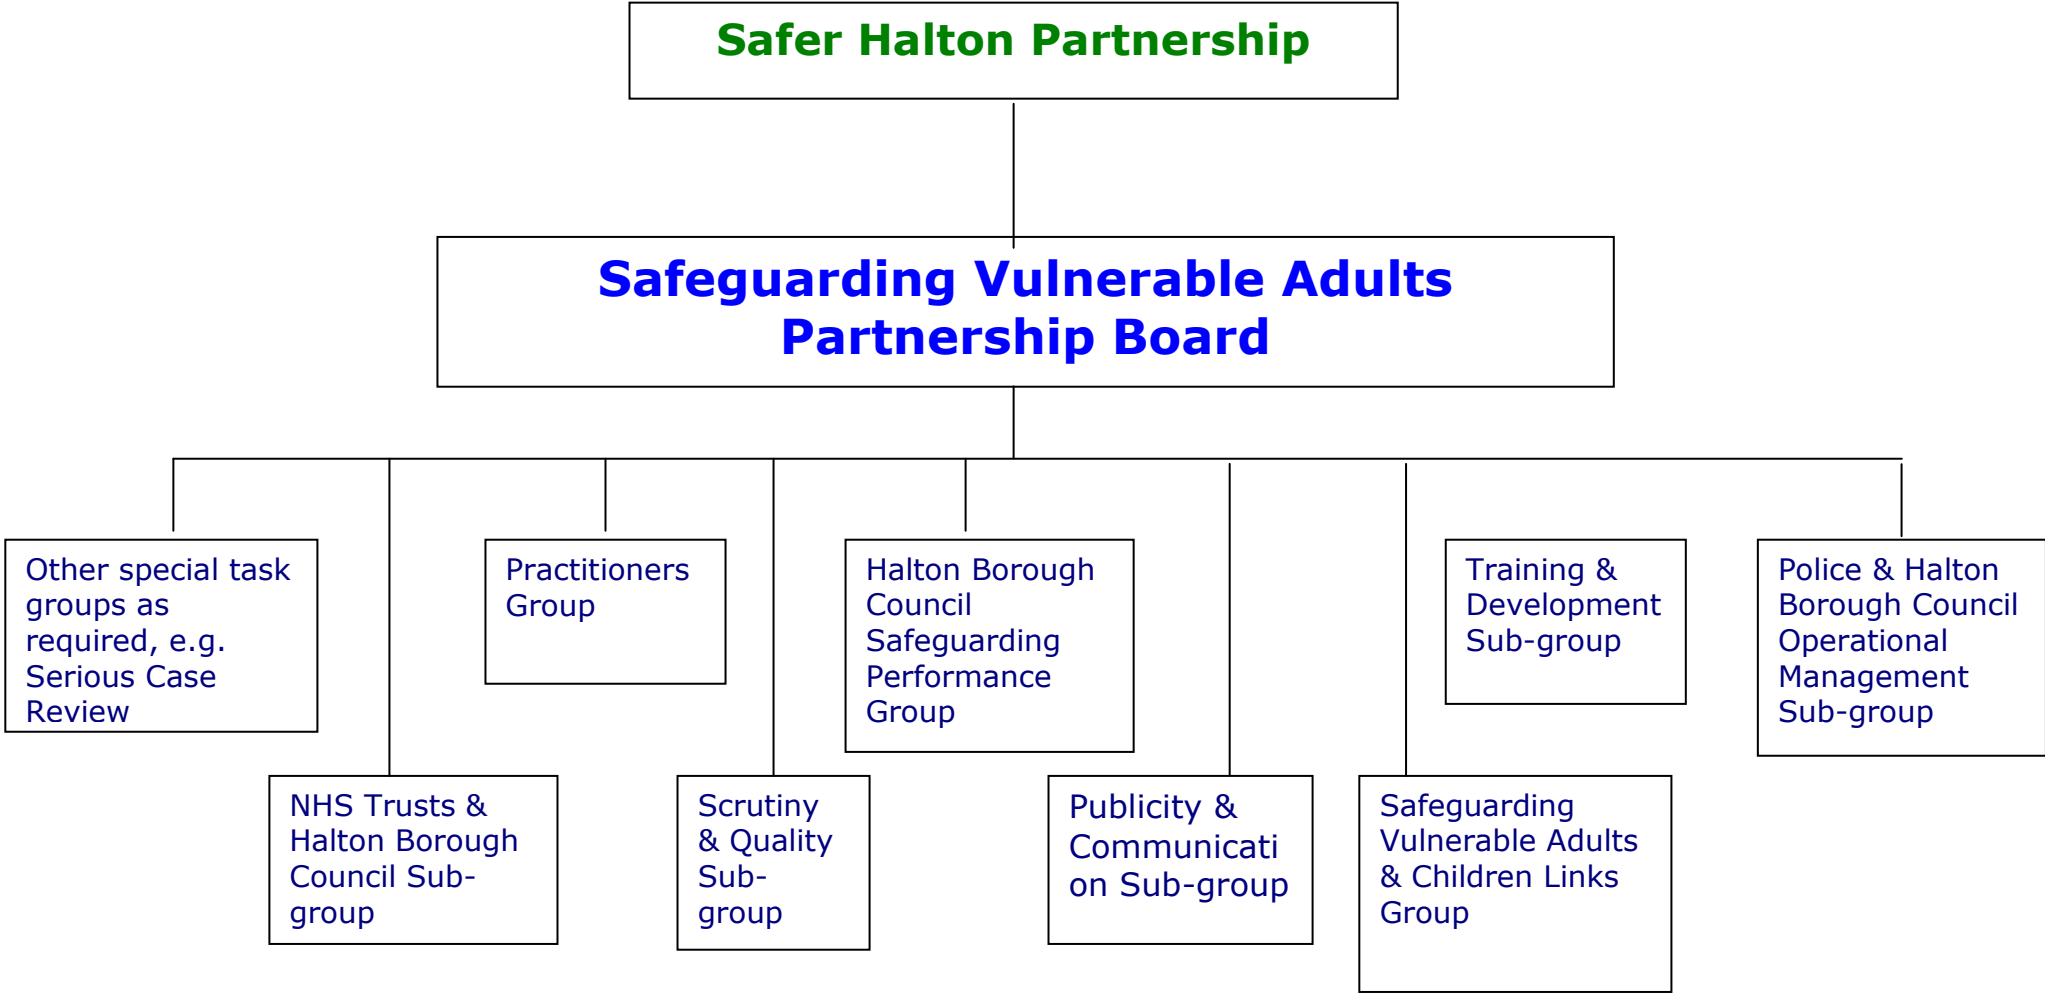 Safer Halton Partnership
Safeguarding Vulnerable Adults
Partnership Board
Other special task
groups as
required, e.g.
Serious Case
Review
Practitioners
Group
Halton Borough
Council
Safeguarding
Performance
Group
Training &
Development
Sub-group
Police & Halton
Borough Council
Operational
Management
Sub-group
NHS Trusts &
Halton Borough
Council Sub-
group
Scrutiny
& Quality
Sub-
group
Publicity &
Communicati
on Sub-group
Safeguarding
Vulnerable Adults
& Children Links
Group